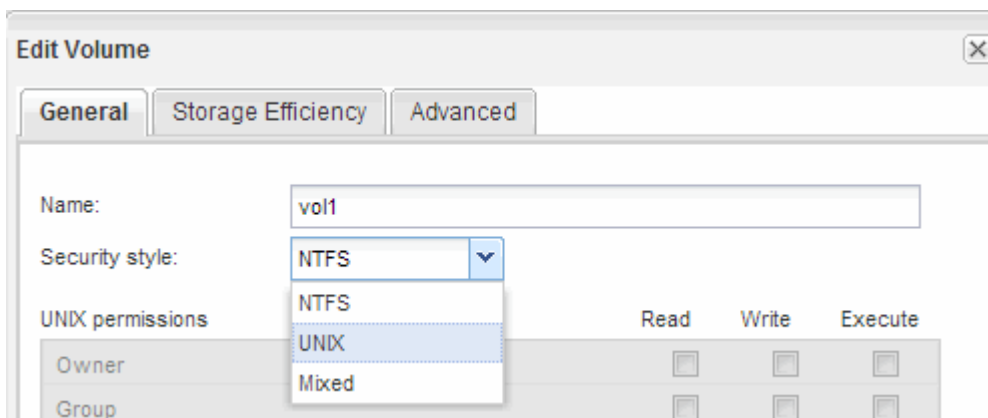 Edit Volume
General Storage Efficiency Advanced
Name: vol1
Security style: NTFS
NTFS
UNIX permissions Read Write Execute
UNIX
Owner
Mixed
Group